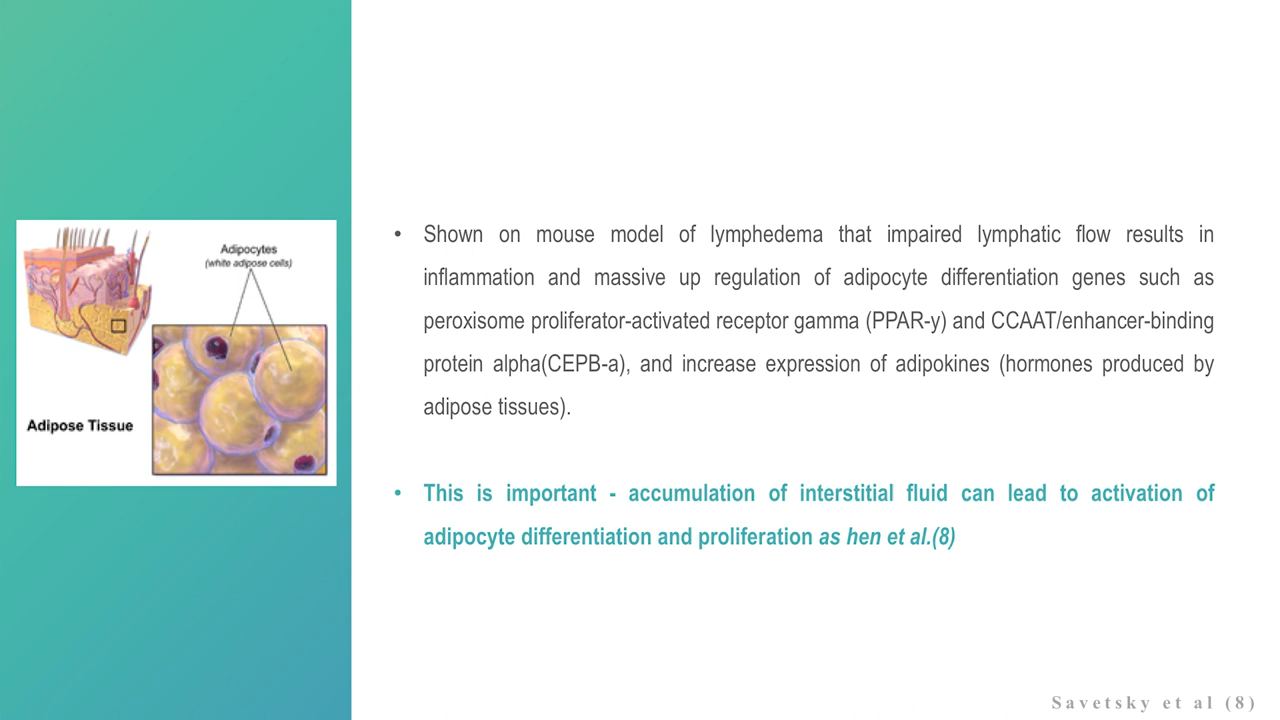 Adipocytes
(white adipose cells)
Adipose Tissue
• Shown on mouse model of lymphedema that impaired lymphatic flow results in
inflammation and massive up regulation of adipocyte differentiation genes such as
peroxisome proliferator-activated receptor gamma (PPAR-y) and CCAAT/enhancer-binding
protein alpha(CEPB-a), and increase expression of adipokines (hormones produced by
adipose tissues).
• This is important - accumulation of interstitial fluid can lead to activation of
adipocyte differentiation and proliferation as hen et al.(8)
Savetsky et al (8)